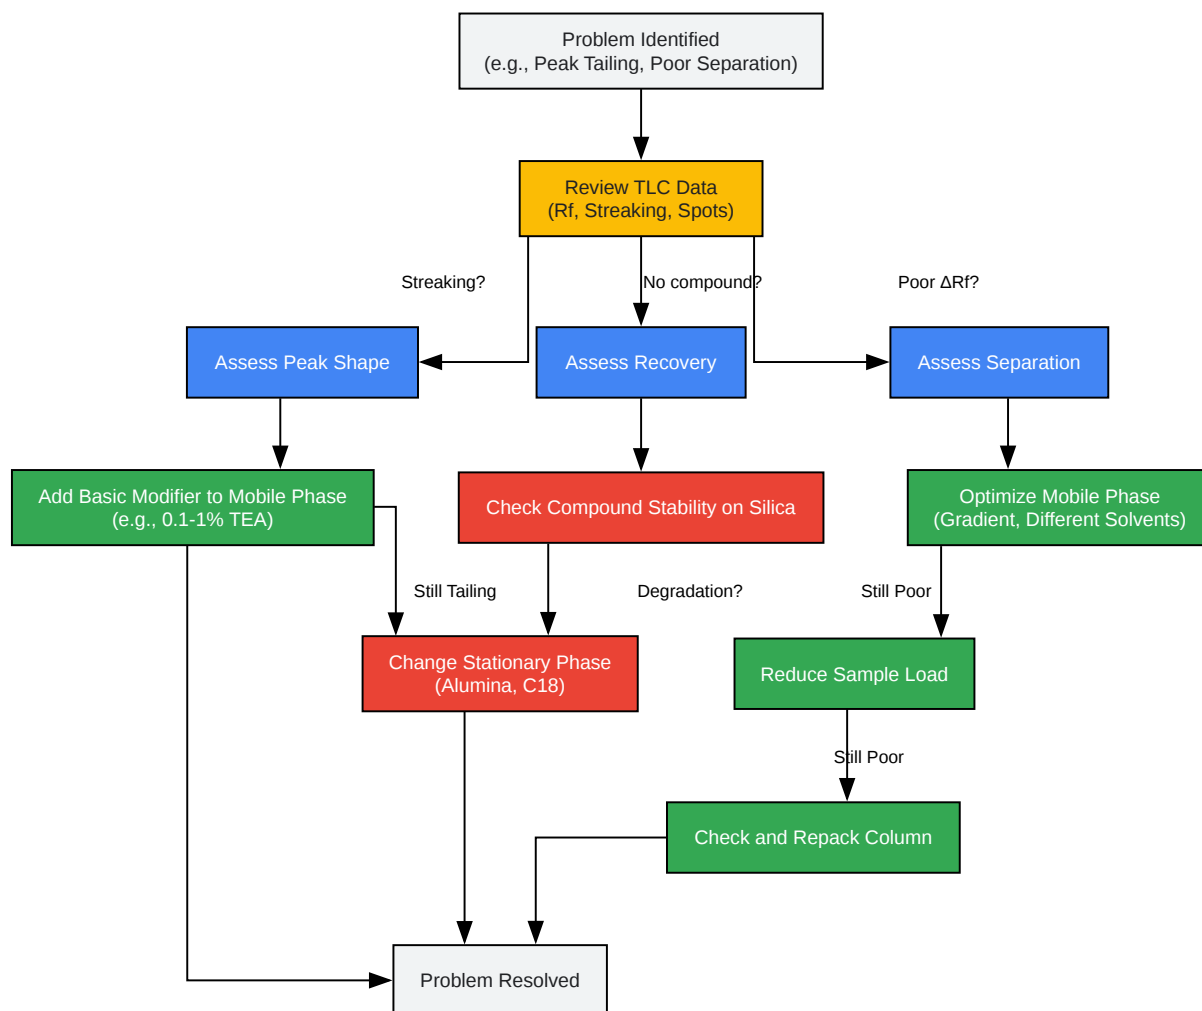 Problem Identified
(e.g., Peak Tailing, Poor Separation)
Review TLC Data
(Rf, Streaking, Spots)
Streaking?
No compound?
Poor ΔRf?
Assess Peak Shape
Assess Recovery
Assess Separation
Add Basic Modifier to Mobile Phase
(e.g., 0.1-1% TEA)
Check Compound Stability on Silica
Optimize Mobile Phase
(Gradient, Different Solvents)
Still Tailing
Degradation?
Still Poor
Change Stationary Phase
(Alumina, C18)
Reduce Sample Load
Still Poor
Check and Repack Column
Problem Resolved